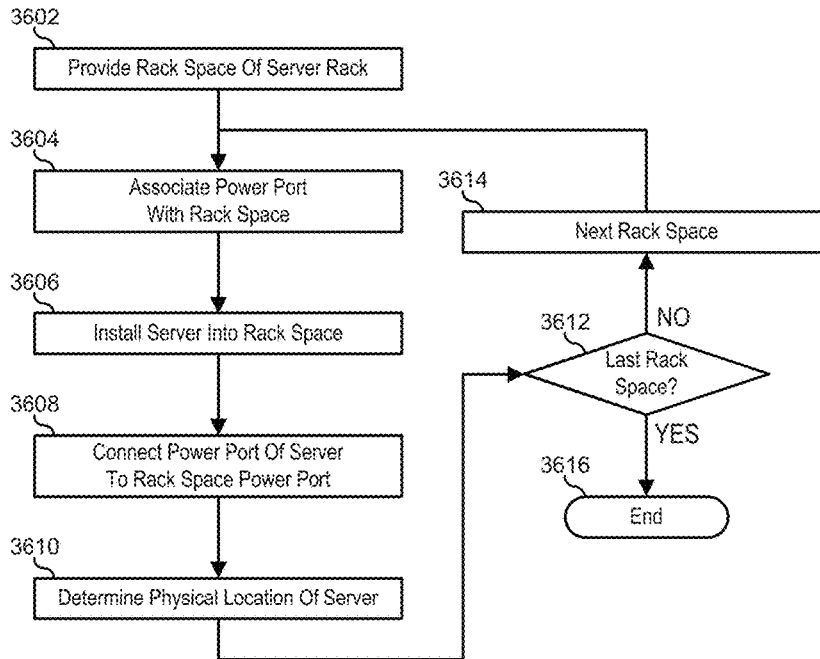 3602
Provide Rack Space Of Server Rack
3604
Associate Power Port
With Rack Space
3606
Install Server Into Rack Space
3608
Connect Power Port Of Server
To Rack Space Power Port
3610
Determine Physical Location Of Server
3612
Last Rack
Space?
NO
3614
Next Rack Space
YES
3616
End